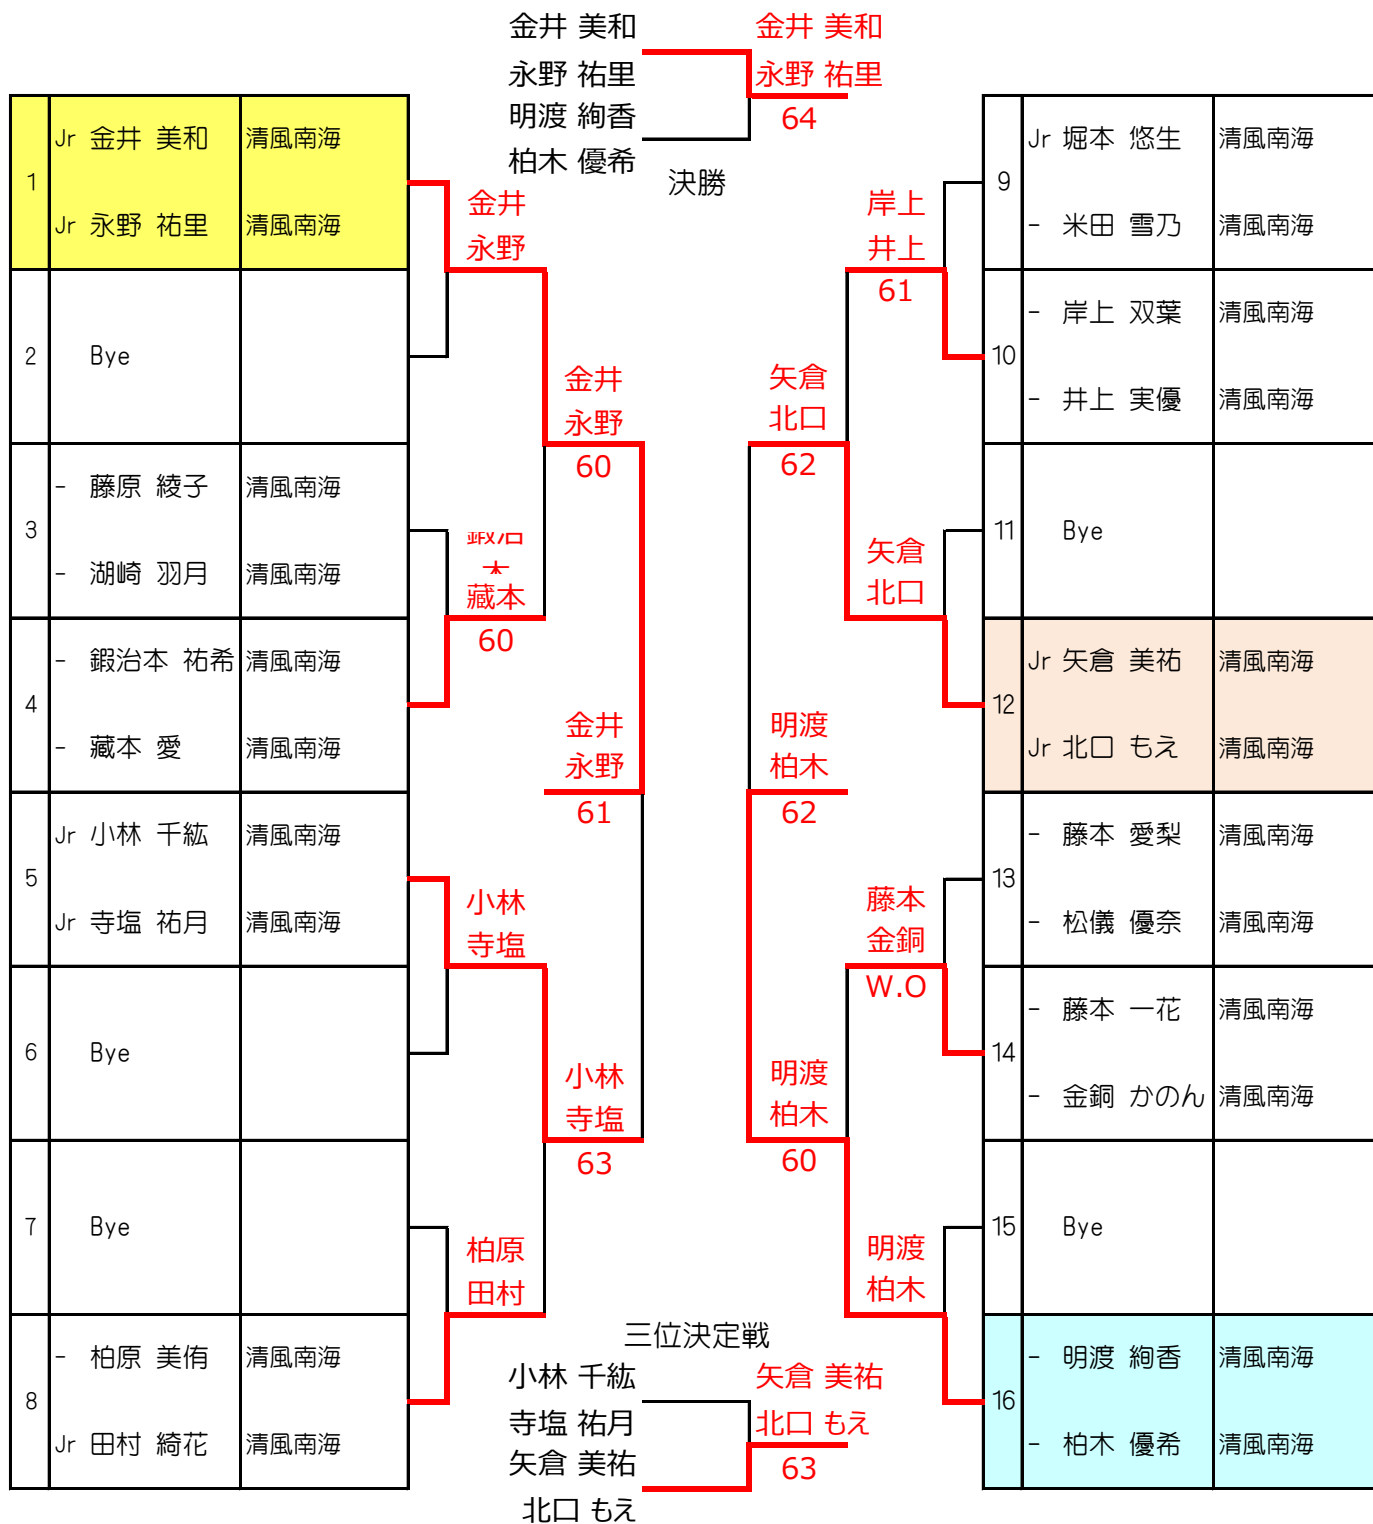 金井 美和
永野 祐里
明渡 絢香
柏木 優希
金井 美和
永野 祐里
64
決勝
1
Jr 金井 美和 清風南海
Jr 永野 祐里 清風南海
2
Bye
3
- 藤原 綾子 清風南海
- 湖崎 羽月 清風南海
4
- 鍜治本 祐希 清風南海
- 藏本 愛 清風南海
5
Jr 小林 千紘 清風南海
Jr 寺塩 祐月 清風南海
6
Bye
7
Bye
8
- 柏原 美侑 清風南海
Jr 田村 綺花 清風南海
金井
永野
鍜治
本
藏本
60
小林
寺塩
柏原
田村
金井
永野
60
小林
寺塩
63
金井
永野
61
明渡
柏木
62
矢倉
北口
62
明渡
柏木
60
岸上
井上
61
矢倉
北口
藤本
金銅
W.O
明渡
柏木
9
Jr 堀本 悠生 清風南海
- 米田 雪乃 清風南海
10
- 岸上 双葉 清風南海
- 井上 実優 清風南海
11
Bye
12
Jr 矢倉 美祐 清風南海
Jr 北口 もえ 清風南海
13
- 藤本 愛梨 清風南海
- 松儀 優奈 清風南海
14
- 藤本 一花 清風南海
- 金銅 かのん 清風南海
15
Bye
16
- 明渡 絢香 清風南海
- 柏木 優希 清風南海
三位決定戦
小林 千紘
寺塩 祐月
矢倉 美祐
北口 もえ
矢倉 美祐
北口 もえ
63